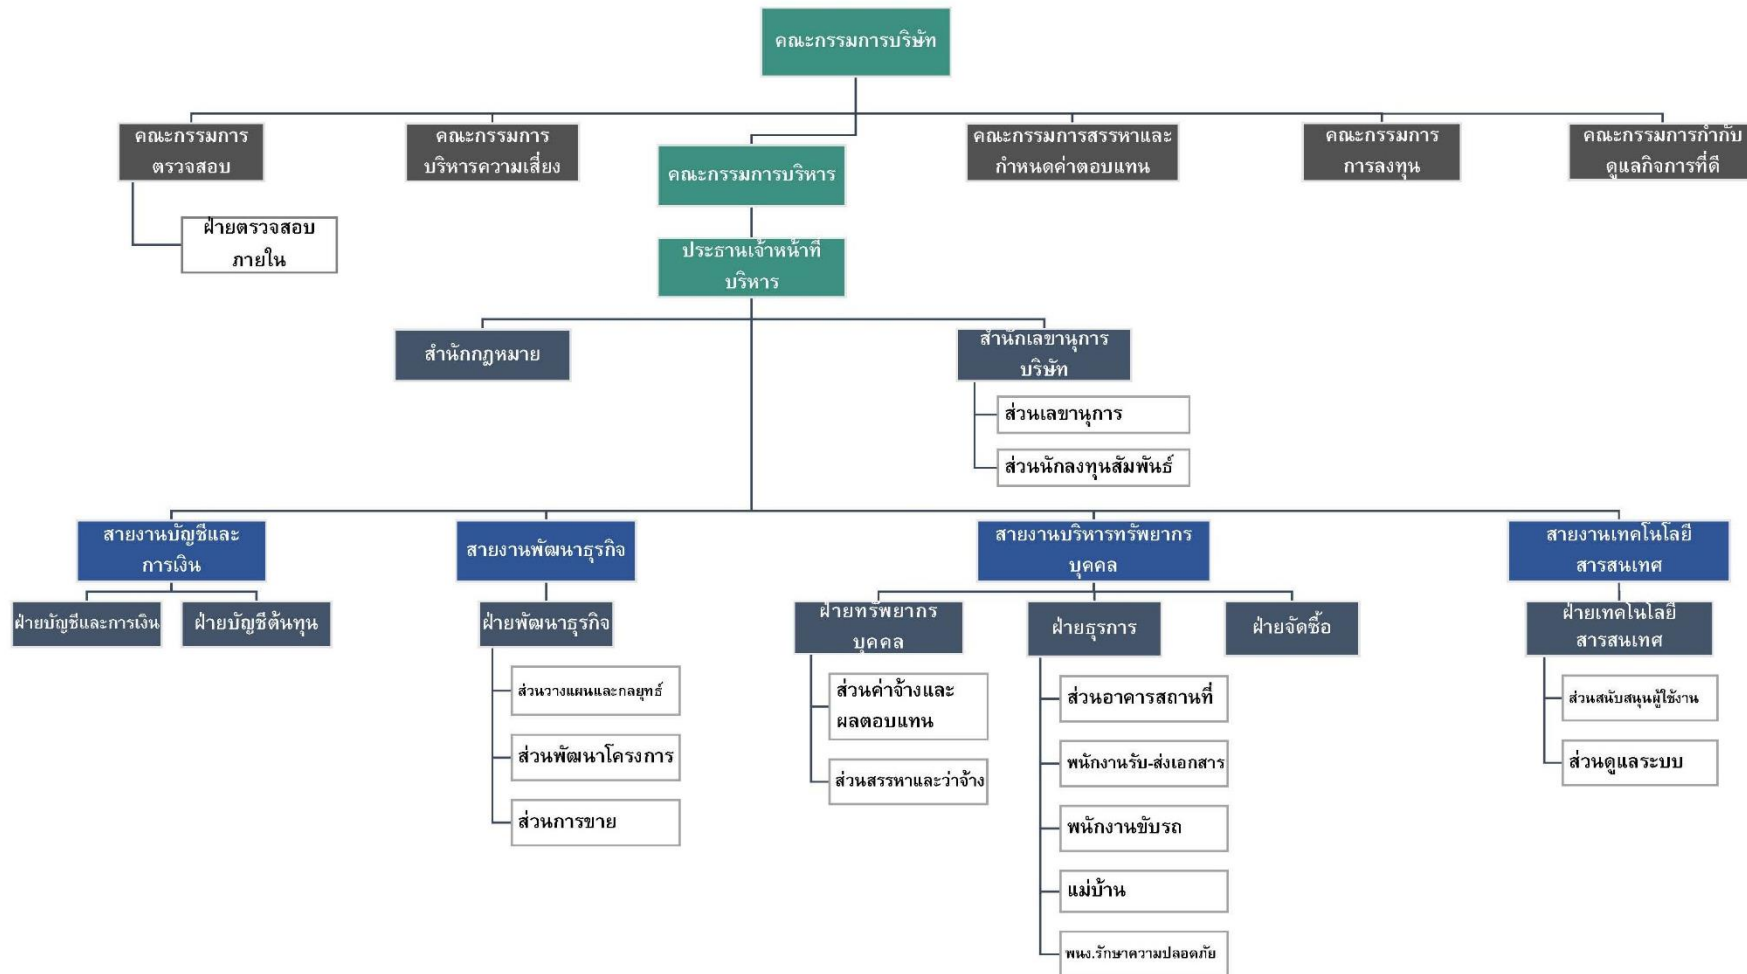 คณะกรรมการบริษัท
คณะกรรมการ
ตรวจสอบ
คณะกรรมการ
บริหารความเสี่ยง
คณะกรรมการสรรหาและ
กำหนดค่าตอบแทน
คณะกรรมการ
การลงทุน
คณะกรรมการกำกับ
ดูแลกิจการที่ดี
คณะกรรมการบริหาร
ฝ่ายตรวจสอบ
ภายใน
ประธานเจ้าหน้าที่
บริหาร
สำนักกฎหมาย
สำนักเลขานุการ
บริษัท
ส่วนเลขานุการ
ส่วนนักลงทุนสัมพันธ์
สายงานบัญชีและ
การเงิน
สายงานพัฒนาธุรกิจ
สายงานบริหารทรัพยากร
บุคคล
สายงานเทคโนโลยี
สารสนเทศ
ฝ่ายบัญชีและการเงิน
ฝ่ายบัญชีต้นทุน
ฝ่ายพัฒนาธุรกิจ
ฝ่ายทรัพยากร
บุคคล
ฝ่ายธุรการ
ฝ่ายจัดซื้อ
ฝ่ายเทคโนโลยี
สารสนเทศ
ส่วนวางแผนและกลยุทธ์
ส่วนพัฒนาโครงการ
ส่วนการขาย
ส่วนค่าจ้างและ
ผลตอบแทน
ส่วนสรรหาและว่าจ้าง
ส่วนอาคารสถานที่
พนักงานรับ-ส่งเอกสาร
พนักงานขับรถ
แม่บ้าน
พนง.รักษาความปลอดภัย
ส่วนสนับสนุนผู้ใช้งาน
ส่วนดูแลระบบ